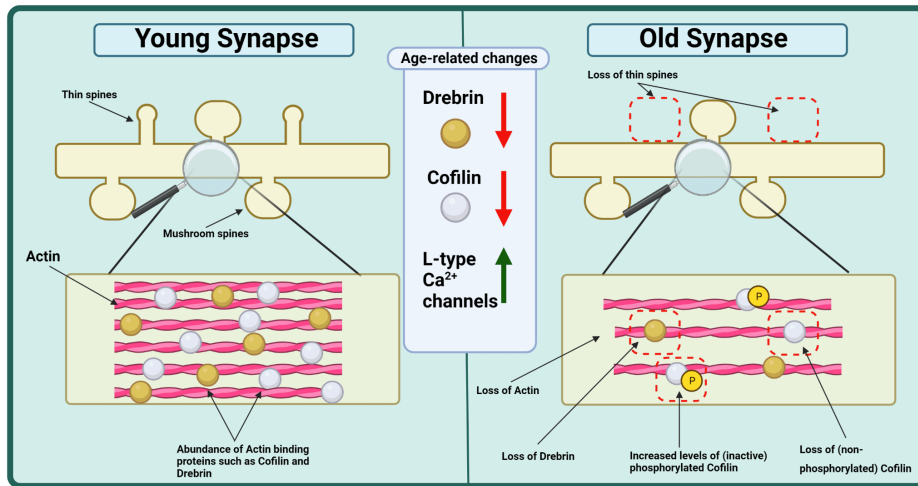 Young Synapse
Thin spines
Mushroom spines
Actin
Abundance of Actin binding
proteins such as Cofilin and
Drebrin
Age-related changes
Drebrin
Cofilin
L-type
Ca²⁺
channels
Old Synapse
Loss of thin spines
P
P
Loss of Actin
Loss of Drebrin
Increased levels of (inactive)
phosphorylated Cofilin
Loss of (non-
phosphorylated) Cofilin